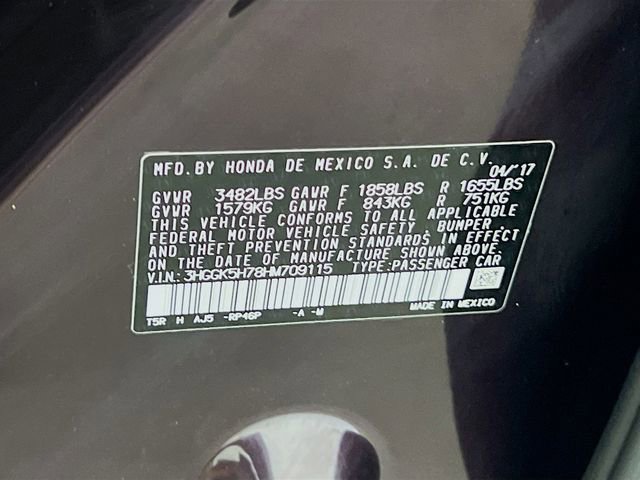 MFD. BY HONDA DE MEXICO S.A. DE C.V.
04/17
GVWR 3482LBS GAWR F 1858LBS R 1655LBS
GVWR 1579KG GAWR F 843KG R 751KG
THIS VEHICLE CONFORMS TO ALL APPLICABLE
FEDERAL MOTOR VEHICLE SAFETY, BUMPER,
AND THEFT PREVENTION STANDARDS IN EFFECT
ON THE DATE OF MANUFACTURE SHOWN ABOVE.
V.I.N.: 3HGGK5H78HM709115 TYPE:PASSENGER CAR
T5R H AJ5 -RP46P -A -M MADE IN MEXICO